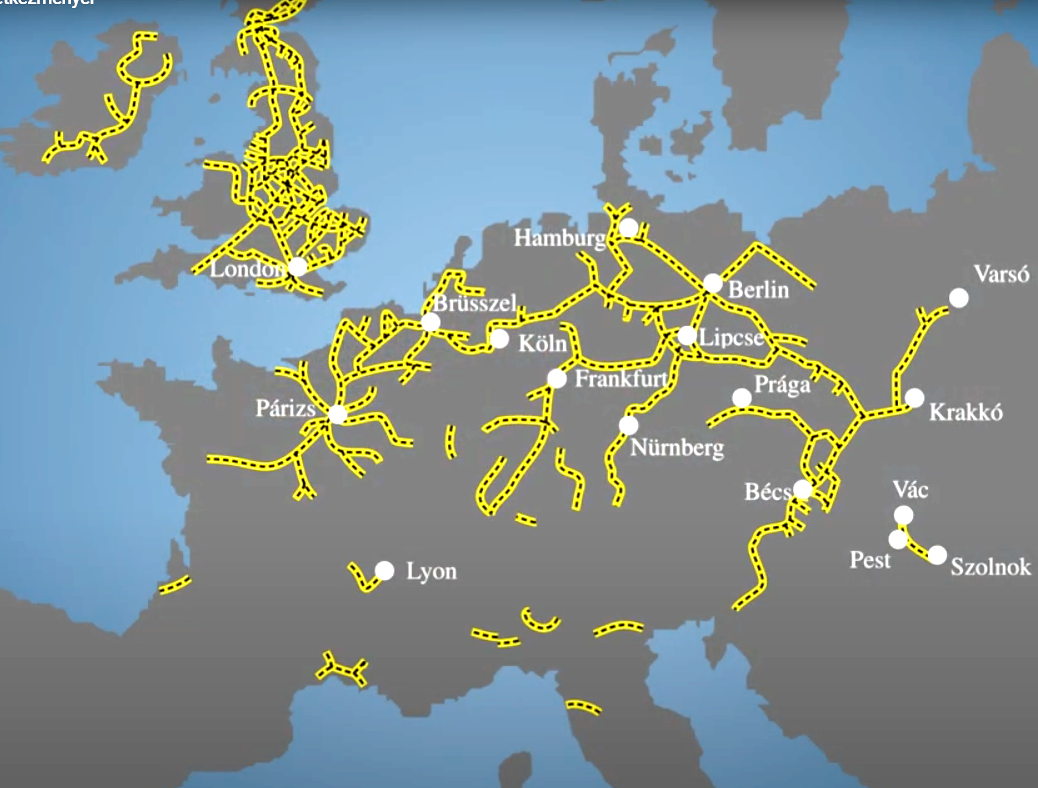 Hamburg
London
Berlin
Varsó
Brüsszel
Köln
Lipcse
Frankfurt
Prága
Párizs
Krakkó
Nürnberg
Bécs
Vác
Pest
Szolnok
Lyon